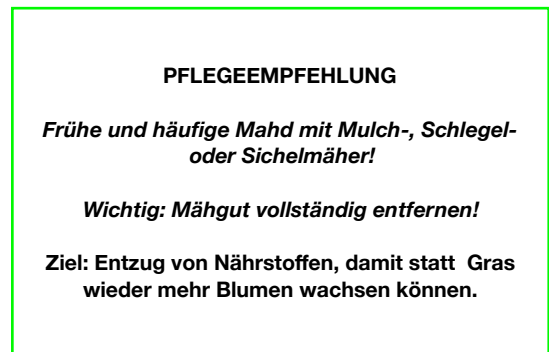 PFLEGEEMPFEHLUNG
Frühe und häufige Mahd mit Mulch-, Schlegel-
oder Sichelmäher!
Wichtig: Mähgut vollständig entfernen!
Ziel: Entzug von Nährstoffen, damit statt  Gras
wieder mehr Blumen wachsen können.